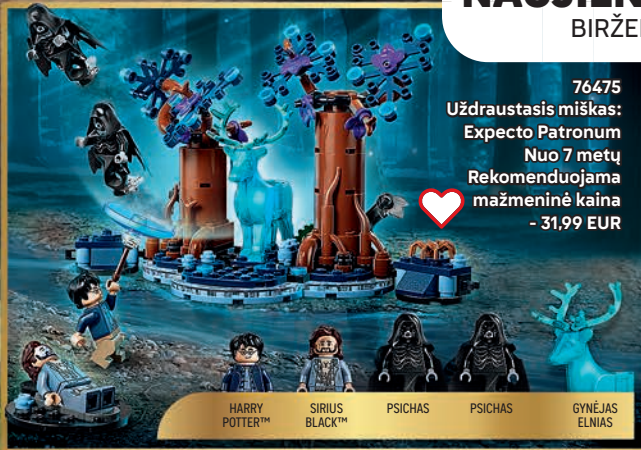 BIRŽEL
76475
Uždraustasis miškas:
Expecto Patronum
Nuo 7 metų
Rekomenduojama
mažmeninė kaina
- 31,99 EUR
HARRY
POTTER™
SIRIUS
BLACK™
PSICHAS
PSICHAS
GYNĖJAS
ELNIAS